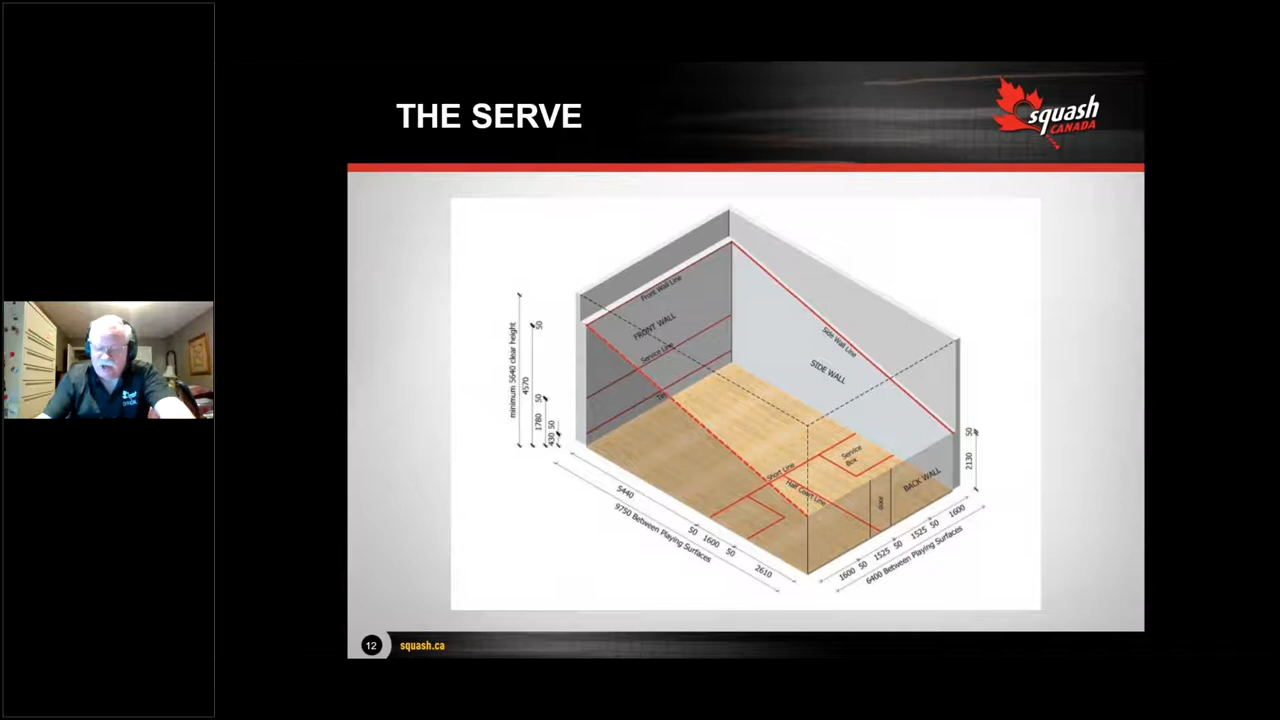 THE SERVE
squash
CANADA
Front Wall Line
FRONT WALL
Service Line
Side Wall Line
SIDE WALL
Short Line
Half Court Line
Service
Box
BACK WALL
door
minimum 5640 clear height
4570
50
1780
50
430 50
50
2130
5440
9750 Between Playing Surfaces
50
1600
50
2610
1600
50
1525
50
1525
50
1600
6400 Between Playing Surfaces
12
squash.ca